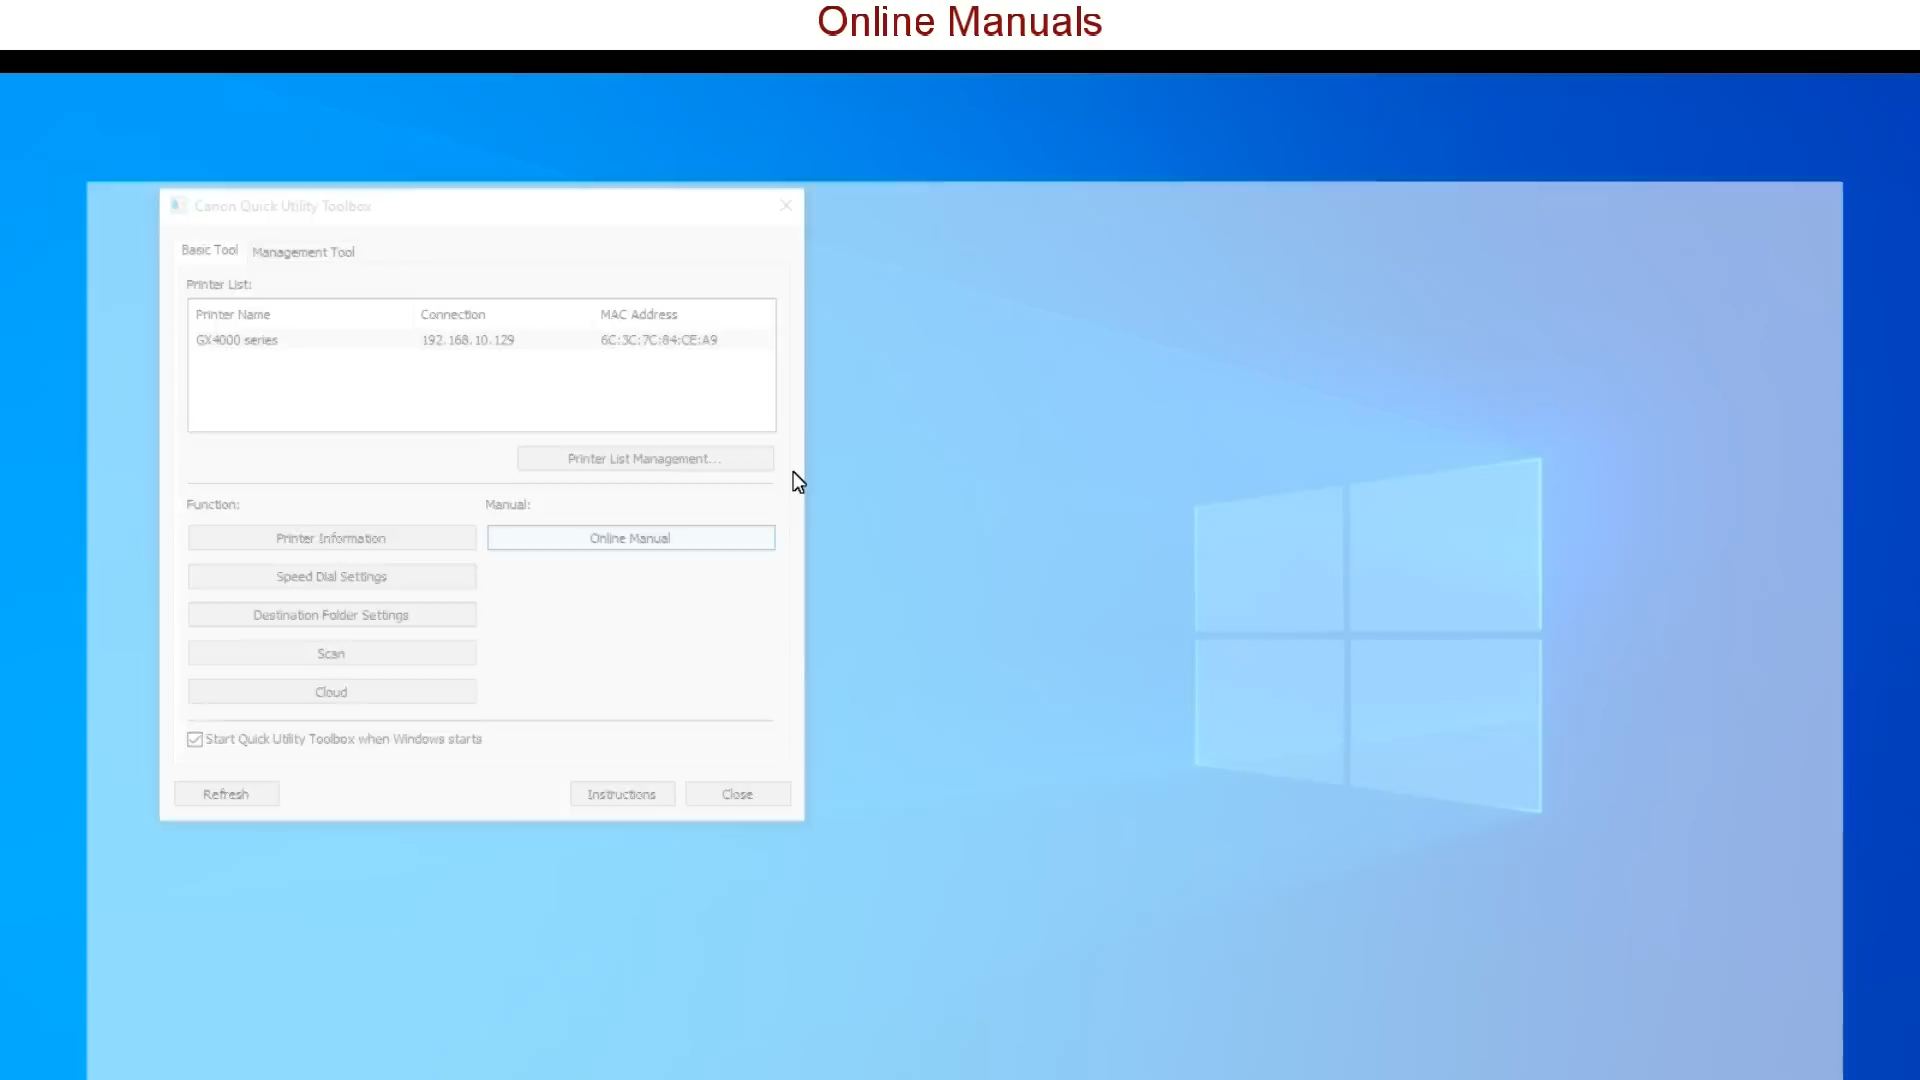 Online Manuals
Canon Quick Utility Toolbox
Basic Tool Management Tool
Printer List:
Printer Name Connection MAC Address
GX4000 series 192.168.10.129 6C:3C:7C:84:CE:A9
Printer List Management...
Function: Manual:
Printer Information Online Manual
Speed Dial Settings
Destination Folder Settings
Scan
Cloud
Start Quick Utility Toolbox when Windows starts
Refresh Instructions Close